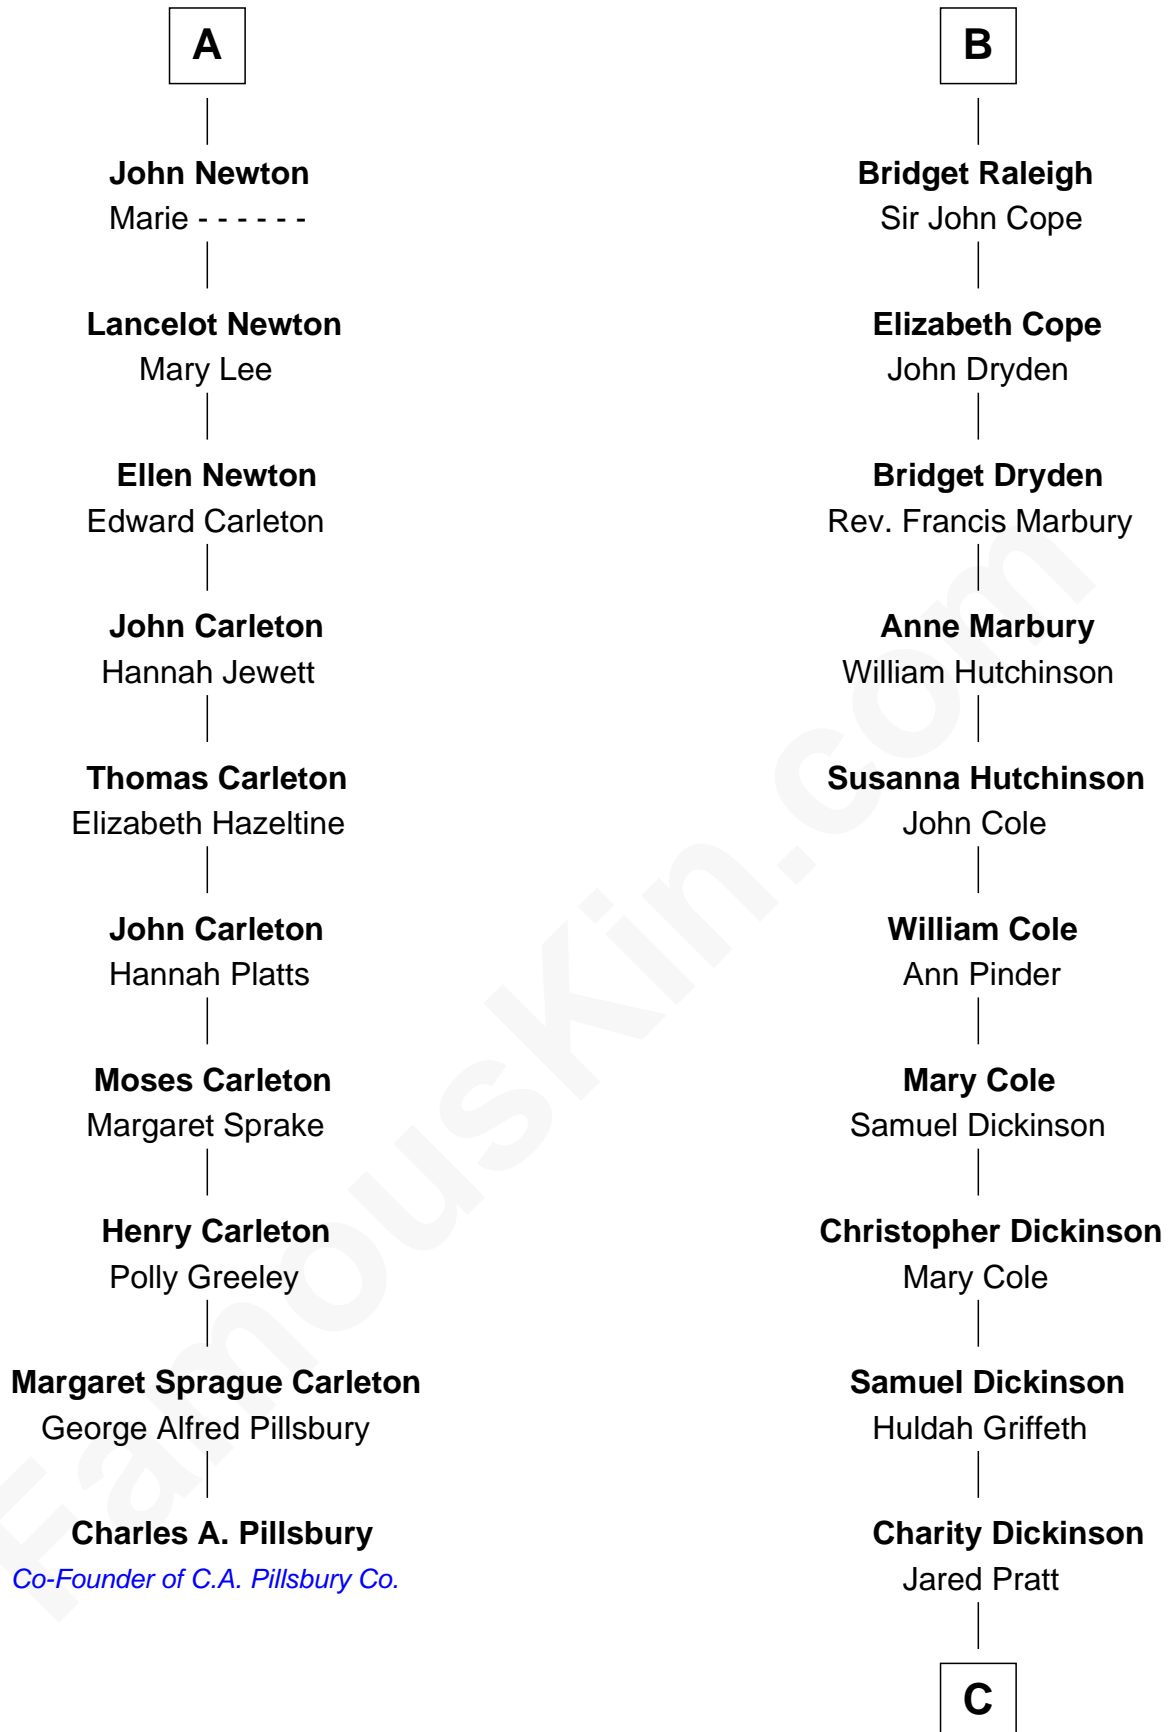 A
John Newton
Marie - - - - - -
Lancelot Newton
Mary Lee
Ellen Newton
Edward Carleton
John Carleton
Hannah Jewett
Thomas Carleton
Elizabeth Hazeltine
John Carleton
Hannah Platts
Moses Carleton
Margaret Sprake
Henry Carleton
Polly Greeley
Margaret Sprague Carleton
George Alfred Pillsbury
Charles A. Pillsbury
Co-Founder of C.A. Pillsbury Co.
B
Bridget Raleigh
Sir John Cope
Elizabeth Cope
John Dryden
Bridget Dryden
Rev. Francis Marbury
Anne Marbury
William Hutchinson
Susanna Hutchinson
John Cole
William Cole
Ann Pinder
Mary Cole
Samuel Dickinson
Christopher Dickinson
Mary Cole
Samuel Dickinson
Huldah Griffeth
Charity Dickinson
Jared Pratt
C
FamousKin.com